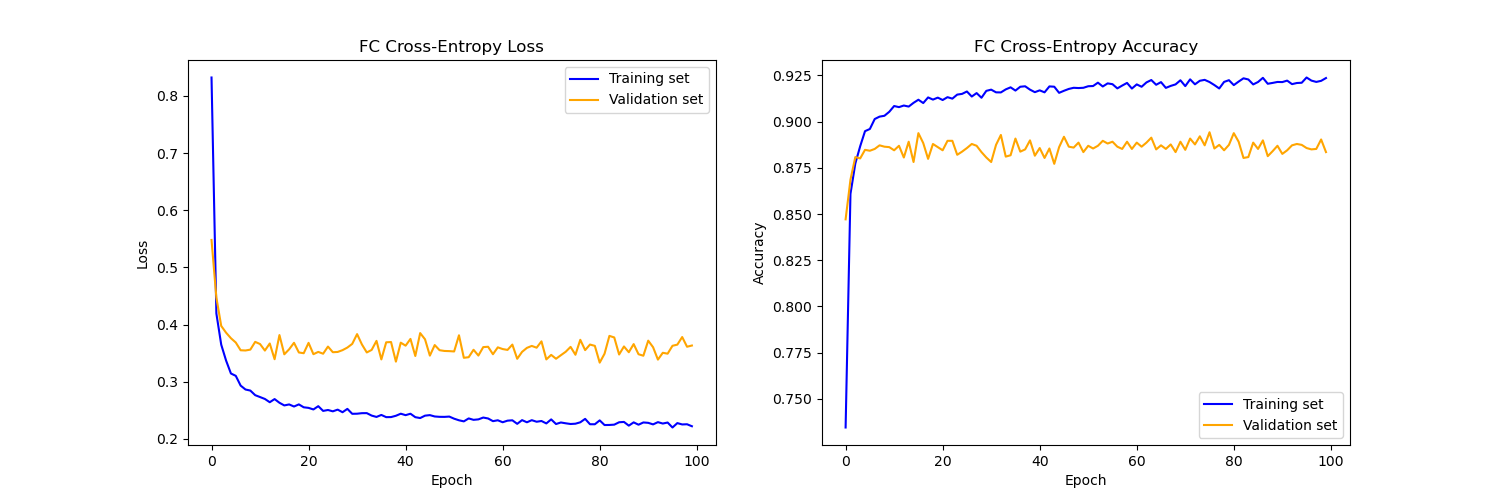 FC Cross-Entropy Loss
Training set
Validation set
0.8
0.7
0.6
0.5
0.4
0.3
0.2
Loss
0 20 40 60 80 100
Epoch
FC Cross-Entropy Accuracy
0.925
0.900
0.875
0.850
0.825
0.800
0.775
0.750
Accuracy
Training set
Validation set
0 20 40 60 80 100
Epoch